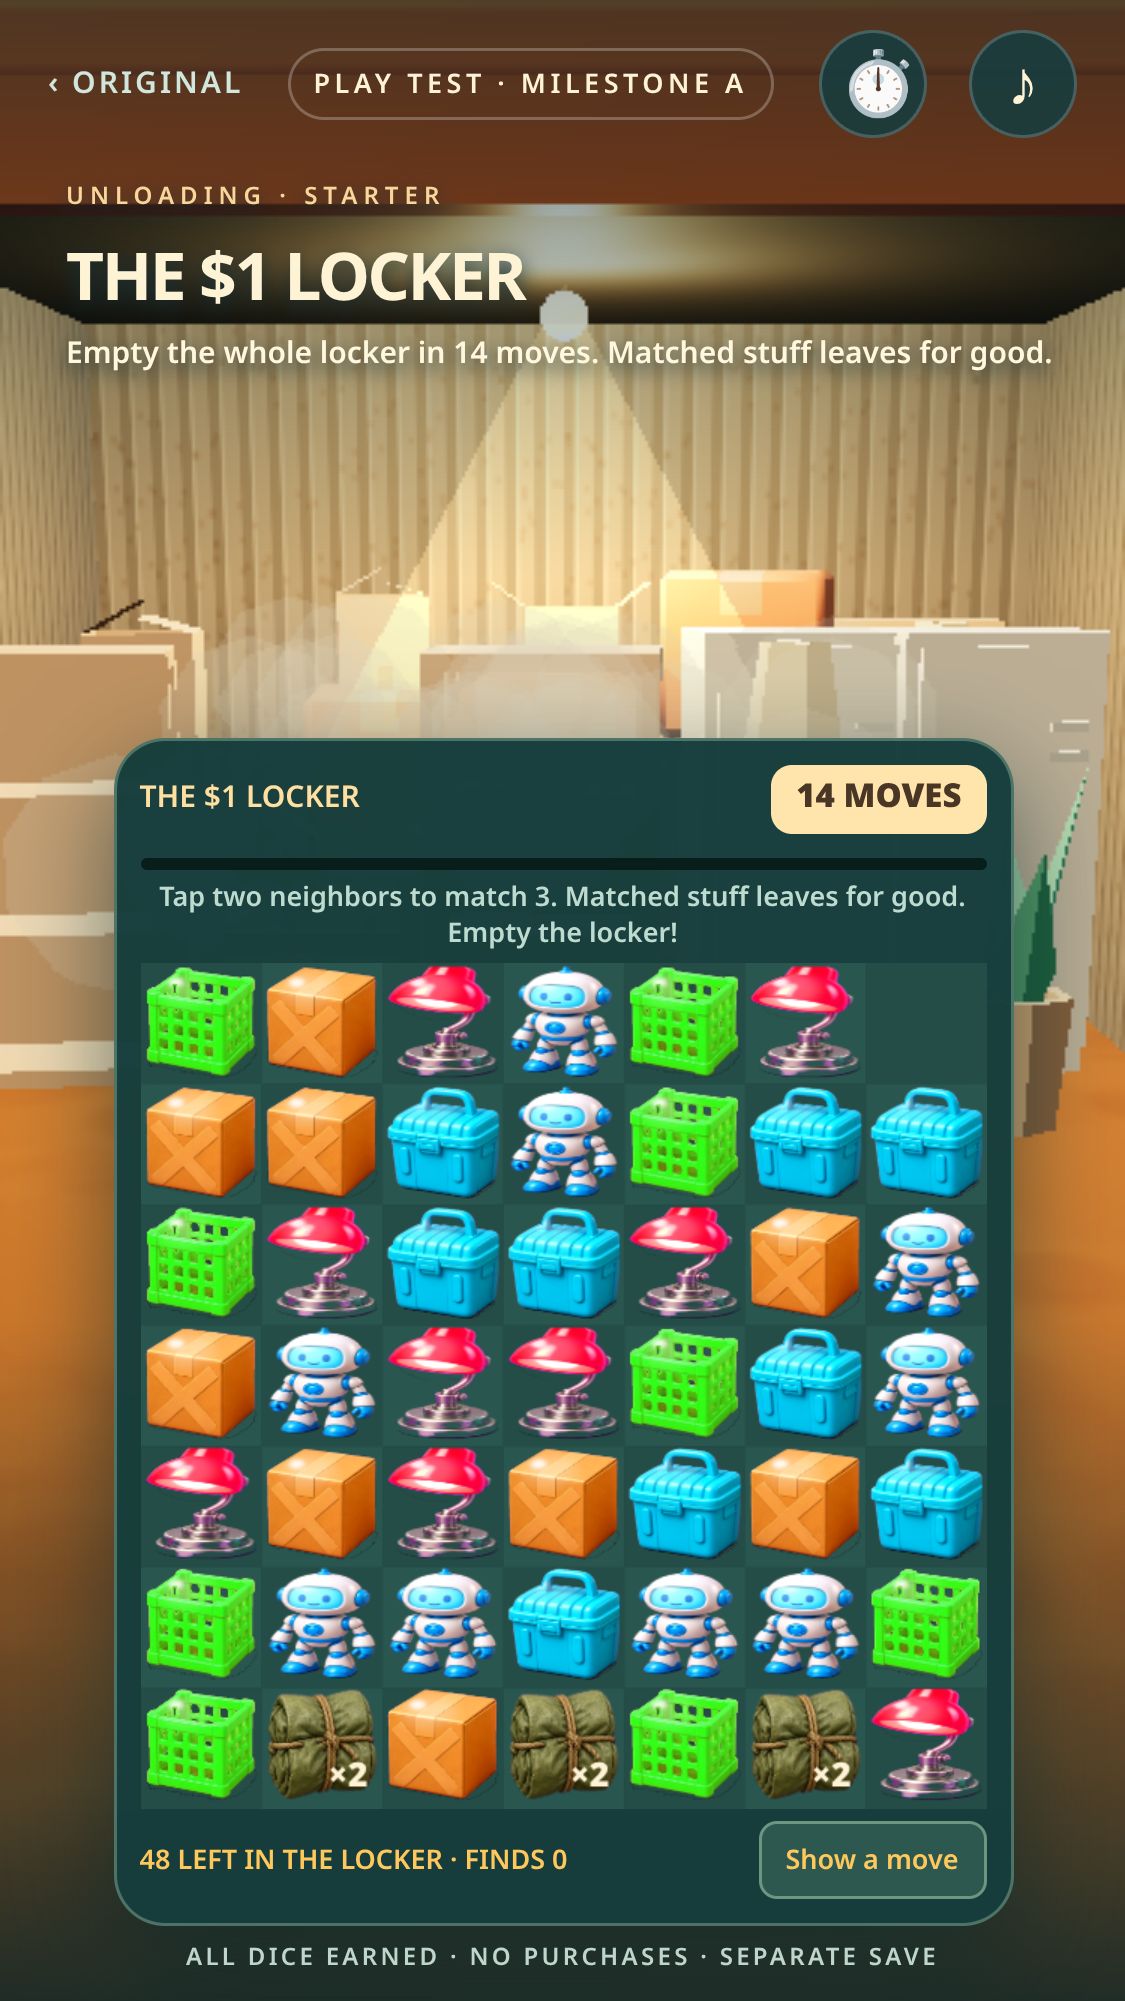 ‹ ORIGINAL
PLAY TEST · MILESTONE A
UNLOADING · STARTER
THE $1 LOCKER
Empty the whole locker in 14 moves. Matched stuff leaves for good.
THE $1 LOCKER
14 MOVES
Tap two neighbors to match 3. Matched stuff leaves for good.
Empty the locker!
×2
×2
×2
48 LEFT IN THE LOCKER · FINDS 0
Show a move
ALL DICE EARNED · NO PURCHASES · SEPARATE SAVE